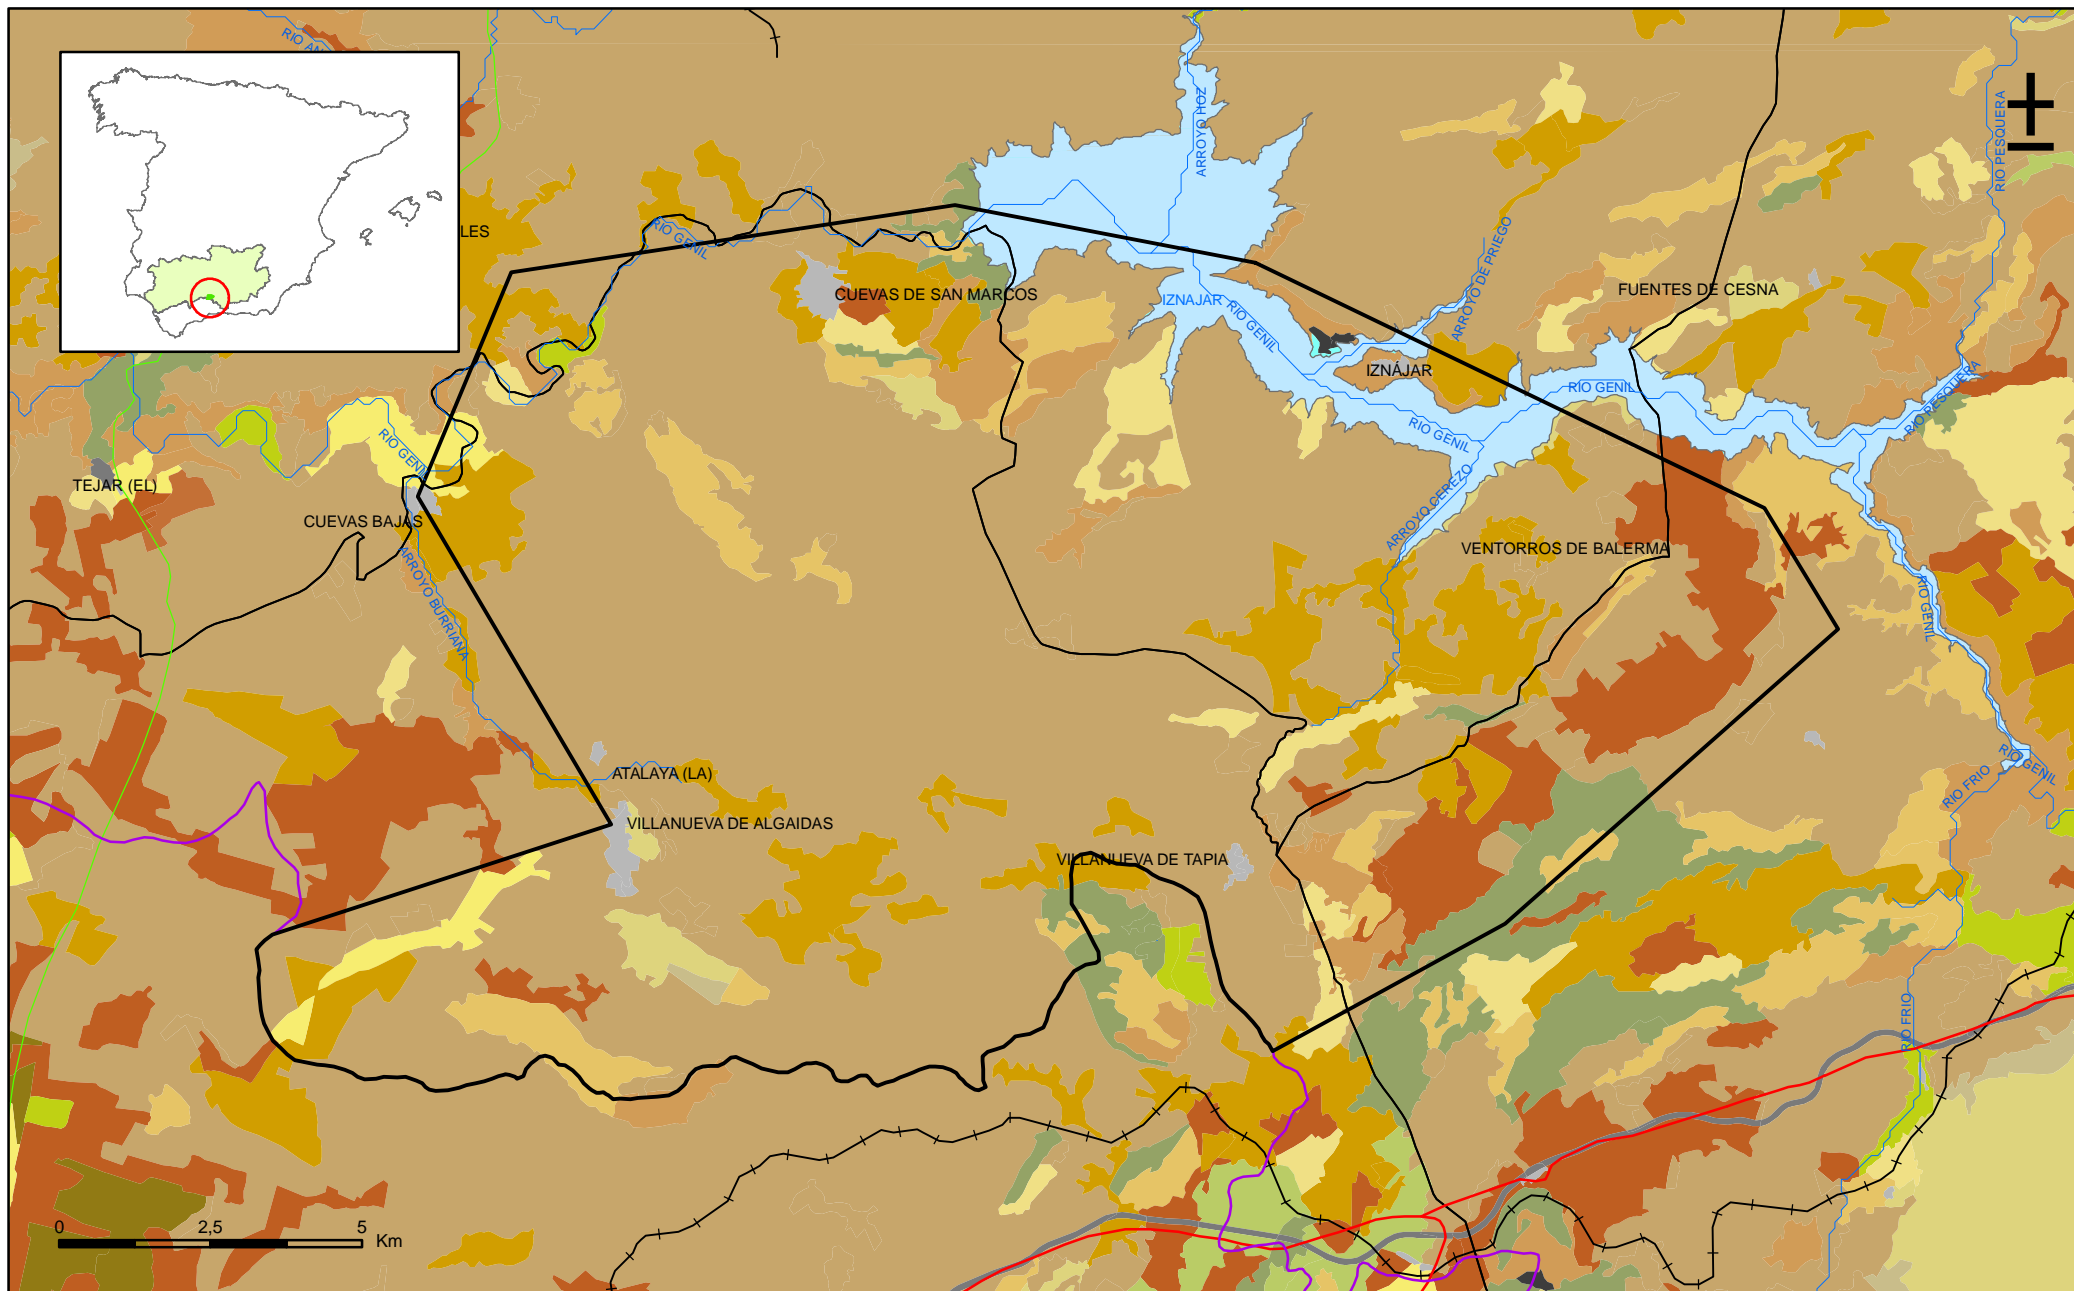 RIO AN
ARROYO HOZ
RIO PESQUERA
LES
RIO GENIL
ARROYO DE PRIEGO
CUEVAS DE SAN MARCOS
IZNAJAR
RIO GENIL
FUENTES DE CESNA
IZNÁJAR
RIO GENIL
RIO PESQUERA
RIO GENIL
RIO GENIL
TEJAR (EL)
CUEVAS BAJAS
ARROYO CEREZO
VENTORROS DE BALERMA
ARROYO BURRIANA
RIO GENIL
ATALAYA (LA)
RIO GENIL
RIO FRIO
VILLANUEVA DE ALGAIDAS
VILLANUEVA DE TAPIA
RIO FRIO
0 2,5 5
Km